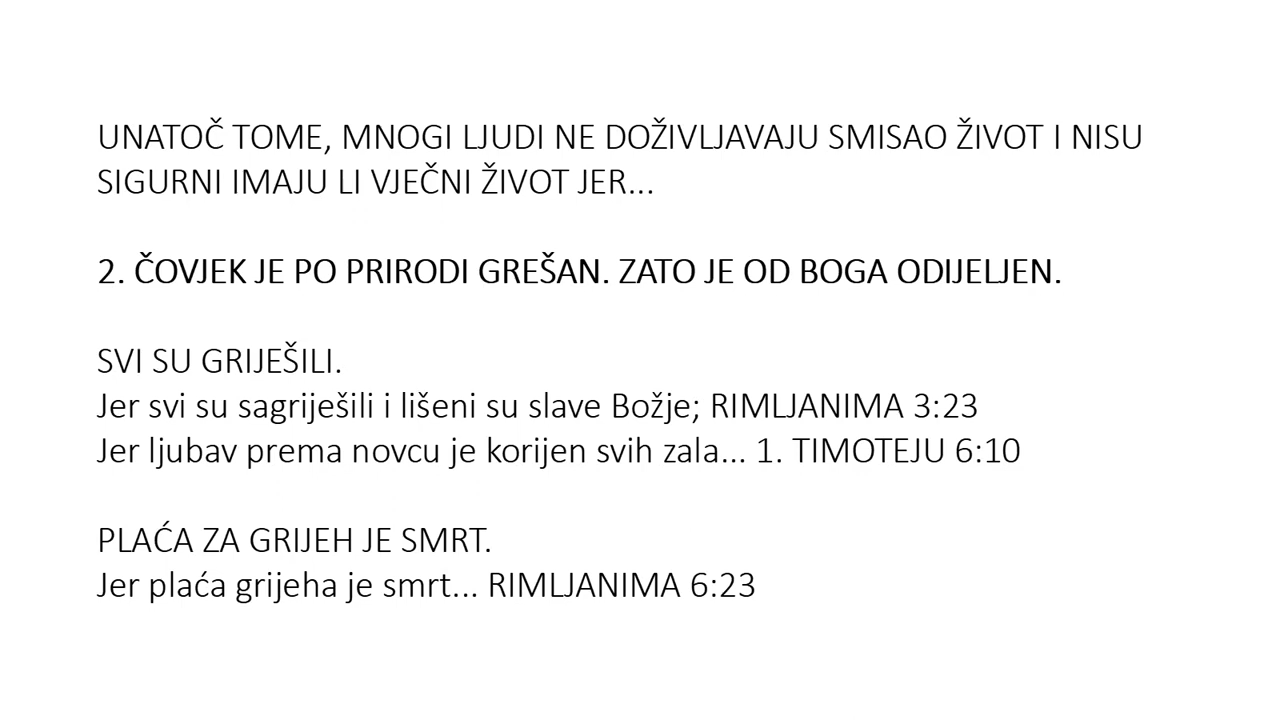 UNATOČ TOME, MNOGI LJUDI NE DOŽIVLJAVAJU SMISAO ŽIVOT I NISU
SIGURNI IMAJU LI VJEČNI ŽIVOT JER...
2. ČOVJEK JE PO PRIRODI GREŠAN. ZATO JE OD BOGA ODIJELJEN.
SVI SU GRIJEŠILI.
Jer svi su sagriješili i lišeni su slave Božje; RIMLJANIMA 3:23
Jer ljubav prema novcu je korijen svih zala... 1. TIMOTEJU 6:10
PLAĆA ZA GRIJEH JE SMRT.
Jer plaća grijeha je smrt... RIMLJANIMA 6:23